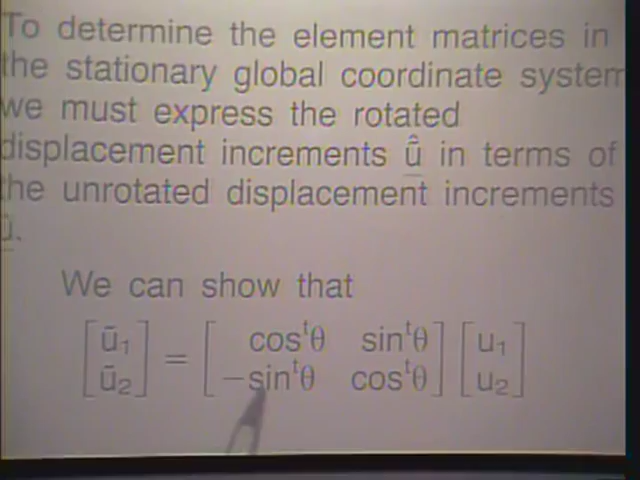 To determine the element matrices in
the stationary global coordinate system
we must express the rotated
displacement increments û in terms of
the unrotated displacement increments
u.
We can show that
[ū₁ ū₂] = [cos ᵗθ sin ᵗθ −sin ᵗθ cos ᵗθ] [u₁ u₂]